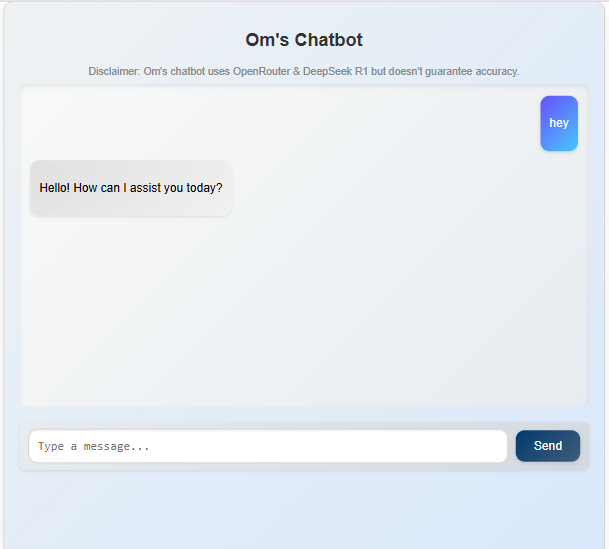 Om's Chatbot
Disclaimer: Om's chatbot uses OpenRouter & DeepSeek R1 but doesn't guarantee accuracy.
hey
Hello! How can I assist you today?
Type a message...
Send